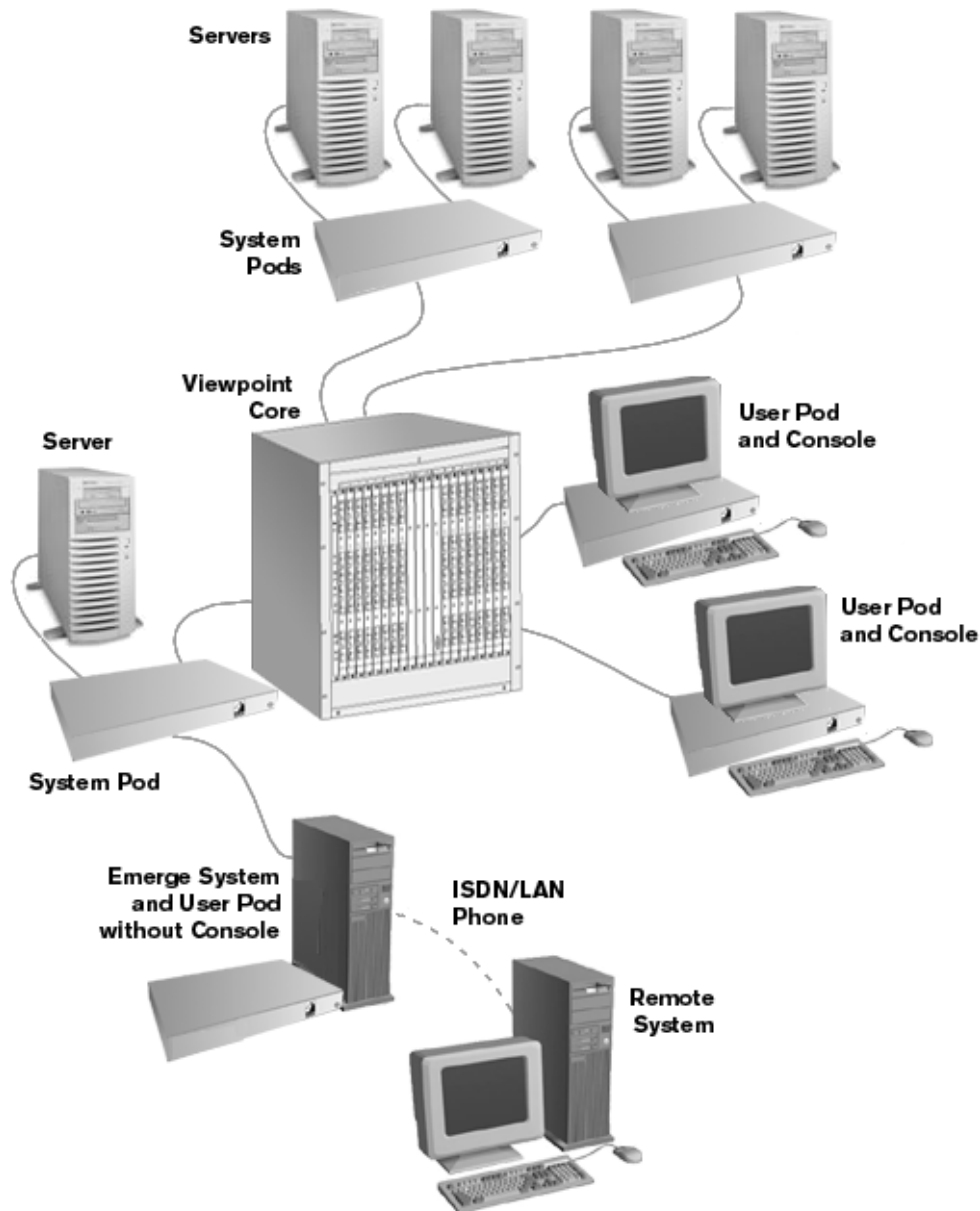 Servers
System
Pods
Viewpoint
Core
Server
User Pod
and Console
User Pod
and Console
System Pod
Emerge System
and User Pod
without Console
ISDN/LAN
Phone
Remote
System